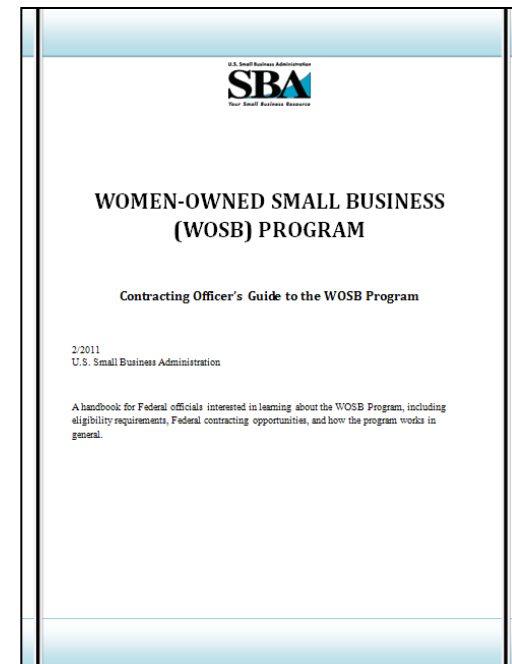 U.S. Small Business Administration
SBA
Your Small Business Resource
WOMEN-OWNED SMALL BUSINESS
(WOSB) PROGRAM
Contracting Officer's Guide to the WOSB Program
2/2011
U.S. Small Business Administration
A handbook for Federal officials interested in learning about the WOSB Program, including
eligibility requirements, Federal contracting opportunities, and how the program works in
general.